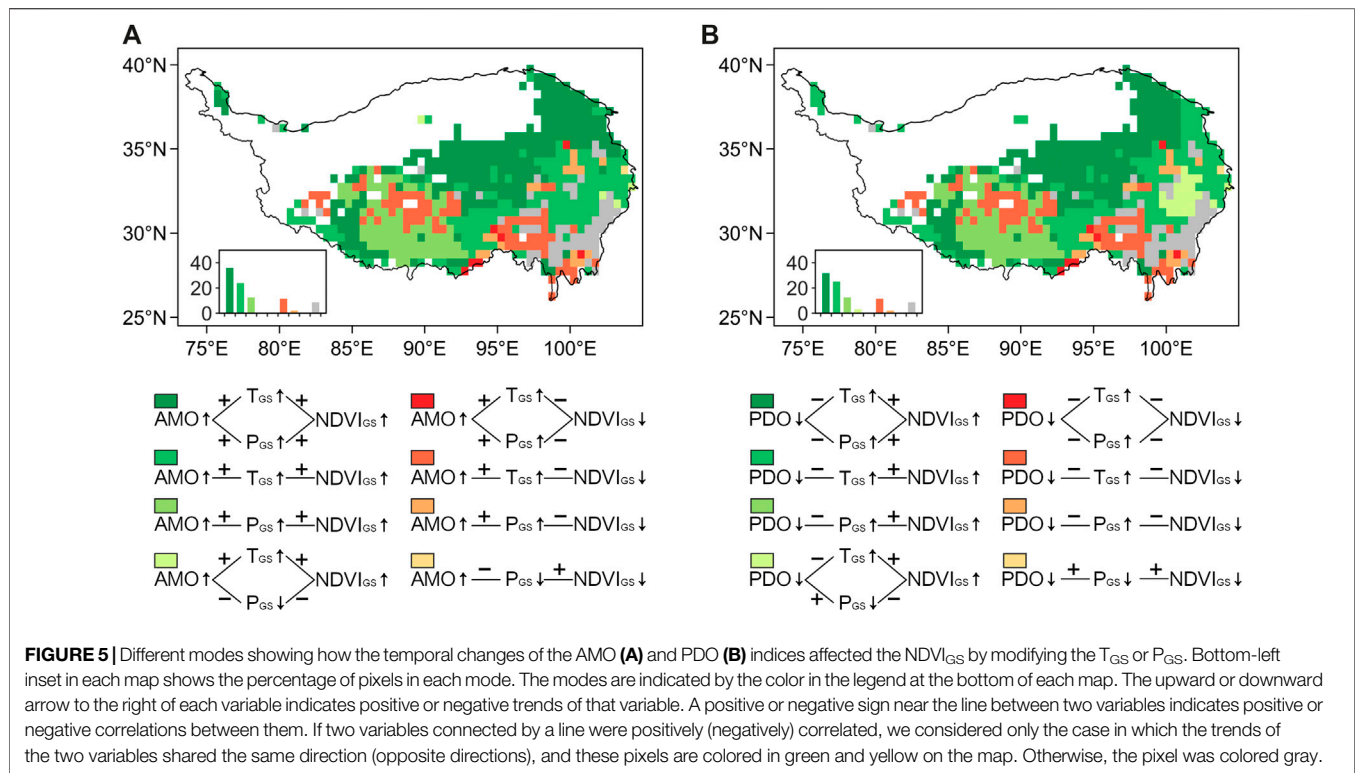 A B
40°N 40°N
35°N 35°N
30°N 30°N
40 40
20 20
0 0
25°N 25°N
75°E 80°E 85°E 90°E 95°E 100°E 75°E 80°E 85°E 90°E 95°E 100°E
+ TGS↑ + + TGS↑ − − TGS↑ + − TGS↑ −
AMO↑ NDVIGS↑ AMO↑ NDVIGS↓ PDO↓ NDVIGS↑ PDO↓ NDVIGS↓
+ PGS↑ + + PGS↑ − − PGS↑ + − PGS↑ −
AMO↑ + TGS↑ + NDVIGS↑ AMO↑ + TGS↑ − NDVIGS↓ PDO↓ − TGS↑ + NDVIGS↑ PDO↓ − TGS↑ − NDVIGS↓
AMO↑ + PGS↑ + NDVIGS↑ AMO↑ + PGS↑ − NDVIGS↓ PDO↓ − PGS↑ + NDVIGS↑ PDO↓ − PGS↑ − NDVIGS↓
+ TGS↑ + − TGS↑ +
AMO↑ NDVIGS↑ AMO↑ − PGS↓ + NDVIGS↓ PDO↓ NDVIGS↑ PDO↓ + PGS↓ + NDVIGS↓
− PGS↓ − + PGS↓ −
FIGURE 5 | Different modes showing how the temporal changes of the AMO (A) and PDO (B) indices affected the NDVIGS by modifying the TGS or PGS. Bottom-left
inset in each map shows the percentage of pixels in each mode. The modes are indicated by the color in the legend at the bottom of each map. The upward or downward
arrow to the right of each variable indicates positive or negative trends of that variable. A positive or negative sign near the line between two variables indicates positive or
negative correlations between them. If two variables connected by a line were positively (negatively) correlated, we considered only the case in which the trends of
the two variables shared the same direction (opposite directions), and these pixels are colored in green and yellow on the map. Otherwise, the pixel was colored gray.